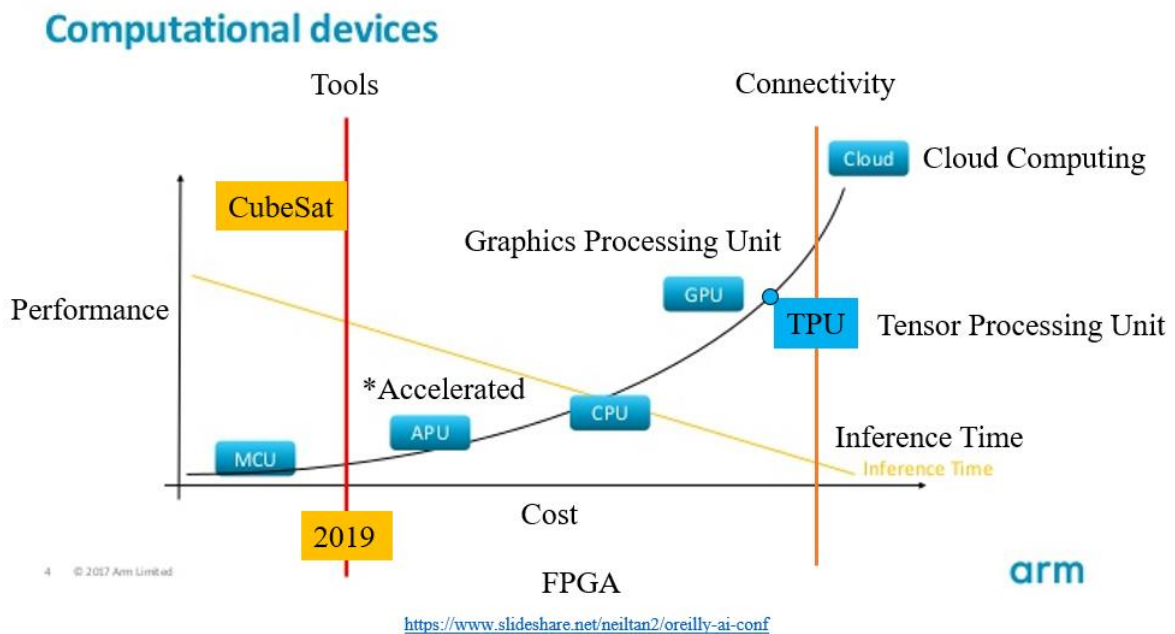 Computational devices
Tools
Connectivity
Cloud
Cloud Computing
CubeSat
Graphics Processing Unit
GPU
Performance
TPU
Tensor Processing Unit
*Accelerated
APU
CPU
MCU
Inference Time
Inference Time
Cost
2019
4 © 2017 Arm Limited
FPGA
arm
https://www.slideshare.net/neiltan2/oreilly-ai-conf